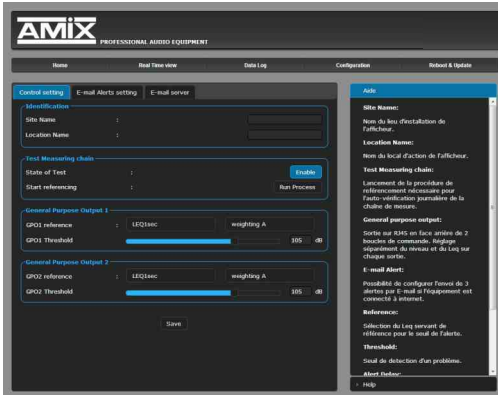 AMIX
PROFESSIONAL AUDIO EQUIPMENT
Home Real Time view Data Log Configuration Reboot & Update
Control setting E-mail Alerts setting E-mail server
Identification
Site Name :
Location Name :
Test Measuring chain
State of Test : Enable
Start referencing : Run Process
General Purpose Output 1
GPO1 reference : LEQ1sec weighting A
GPO1 Threshold 105 dB
General Purpose Output 2
GPO2 reference : LEQ1sec weighting A
GPO2 Threshold 105 dB
Save
Aide
Site Name:
Nom du lieu d'installation de
l'afficheur.
Location Name:
Nom du local d'action de l'afficheur.
Test Measuring chain:
Lancement de la procédure de
référencement nécessaire pour
l'auto-vérification journalière de la
chaîne de mesure.
General purpose output:
Sortie sur RJ45 en face arrière de 2
boucles de commande. Réglage
séparément du niveau et du Leq sur
chaque sortie.
E-mail Alert:
Possibilité de configurer l'envoi de 3
alertes par E-mail si l'équipement est
connecté à internet.
Reference:
Sélection du Leq servant de
référence pour le seuil de l'alerte.
Threshold:
Seuil de detection d'un problème.
Alert Delay:
Help